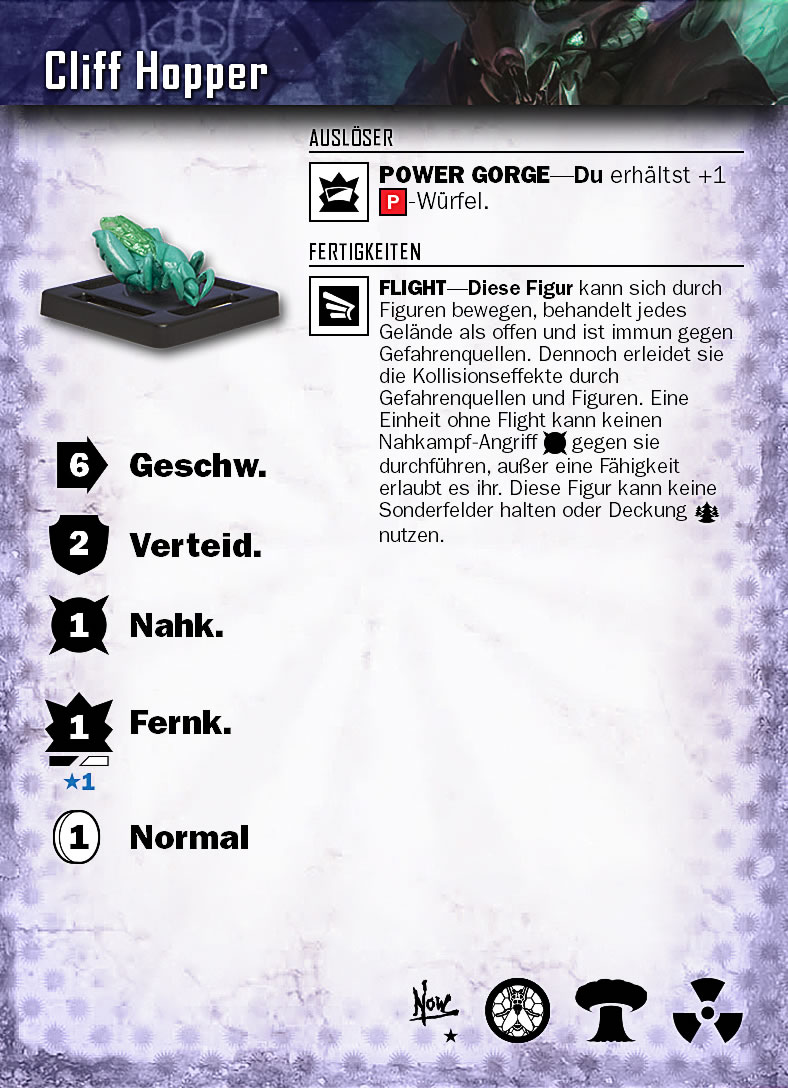 Cliff Hopper
AUSLÖSER
POWER GORGE—Du erhältst +1
P-Würfel.
FERTIGKEITEN
FLIGHT—Diese Figur kann sich durch
Figuren bewegen, behandelt jedes
Gelände als offen und ist immun gegen
Gefahrenquellen. Dennoch erleidet sie
die Kollisionseffekte durch
Gefahrenquellen und Figuren. Eine
Einheit ohne Flight kann keinen
Nahkampf-Angriff gegen sie
durchführen, außer eine Fähigkeit
erlaubt es ihr. Diese Figur kann keine
Sonderfelder halten oder Deckung
nutzen.
6 Geschw.
2 Verteid.
1 Nahk.
1 Fernk.
★1
1 Normal
Now